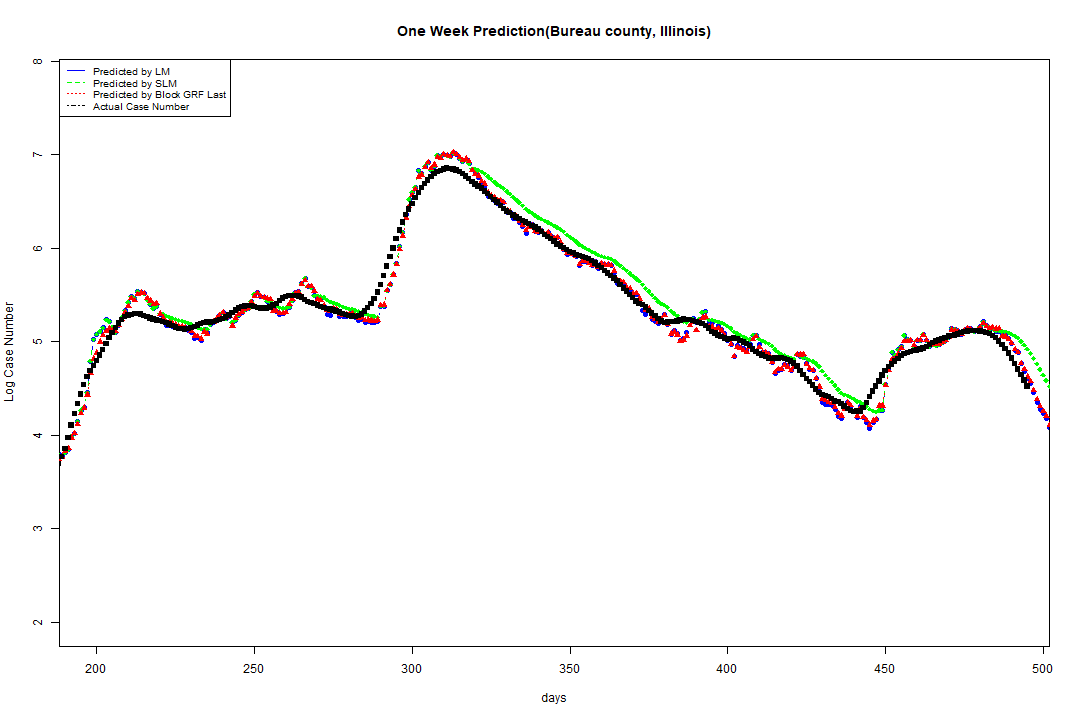 One Week Prediction(Bureau county, Illinois)
Predicted by LM
Predicted by SLM
Predicted by Block GRF Last
Actual Case Number
8
7
6
5
4
3
2
Log Case Number
200 250 300 350 400 450 500
days